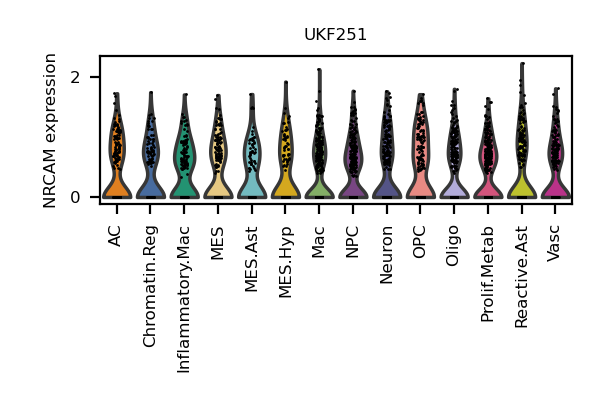 UKF251
NRCAM expression
2
0
AC
Chromatin.Reg
Inflammatory.Mac
MES
MES.Ast
MES.Hyp
Mac
NPC
Neuron
OPC
Oligo
Prolif.Metab
Reactive.Ast
Vasc